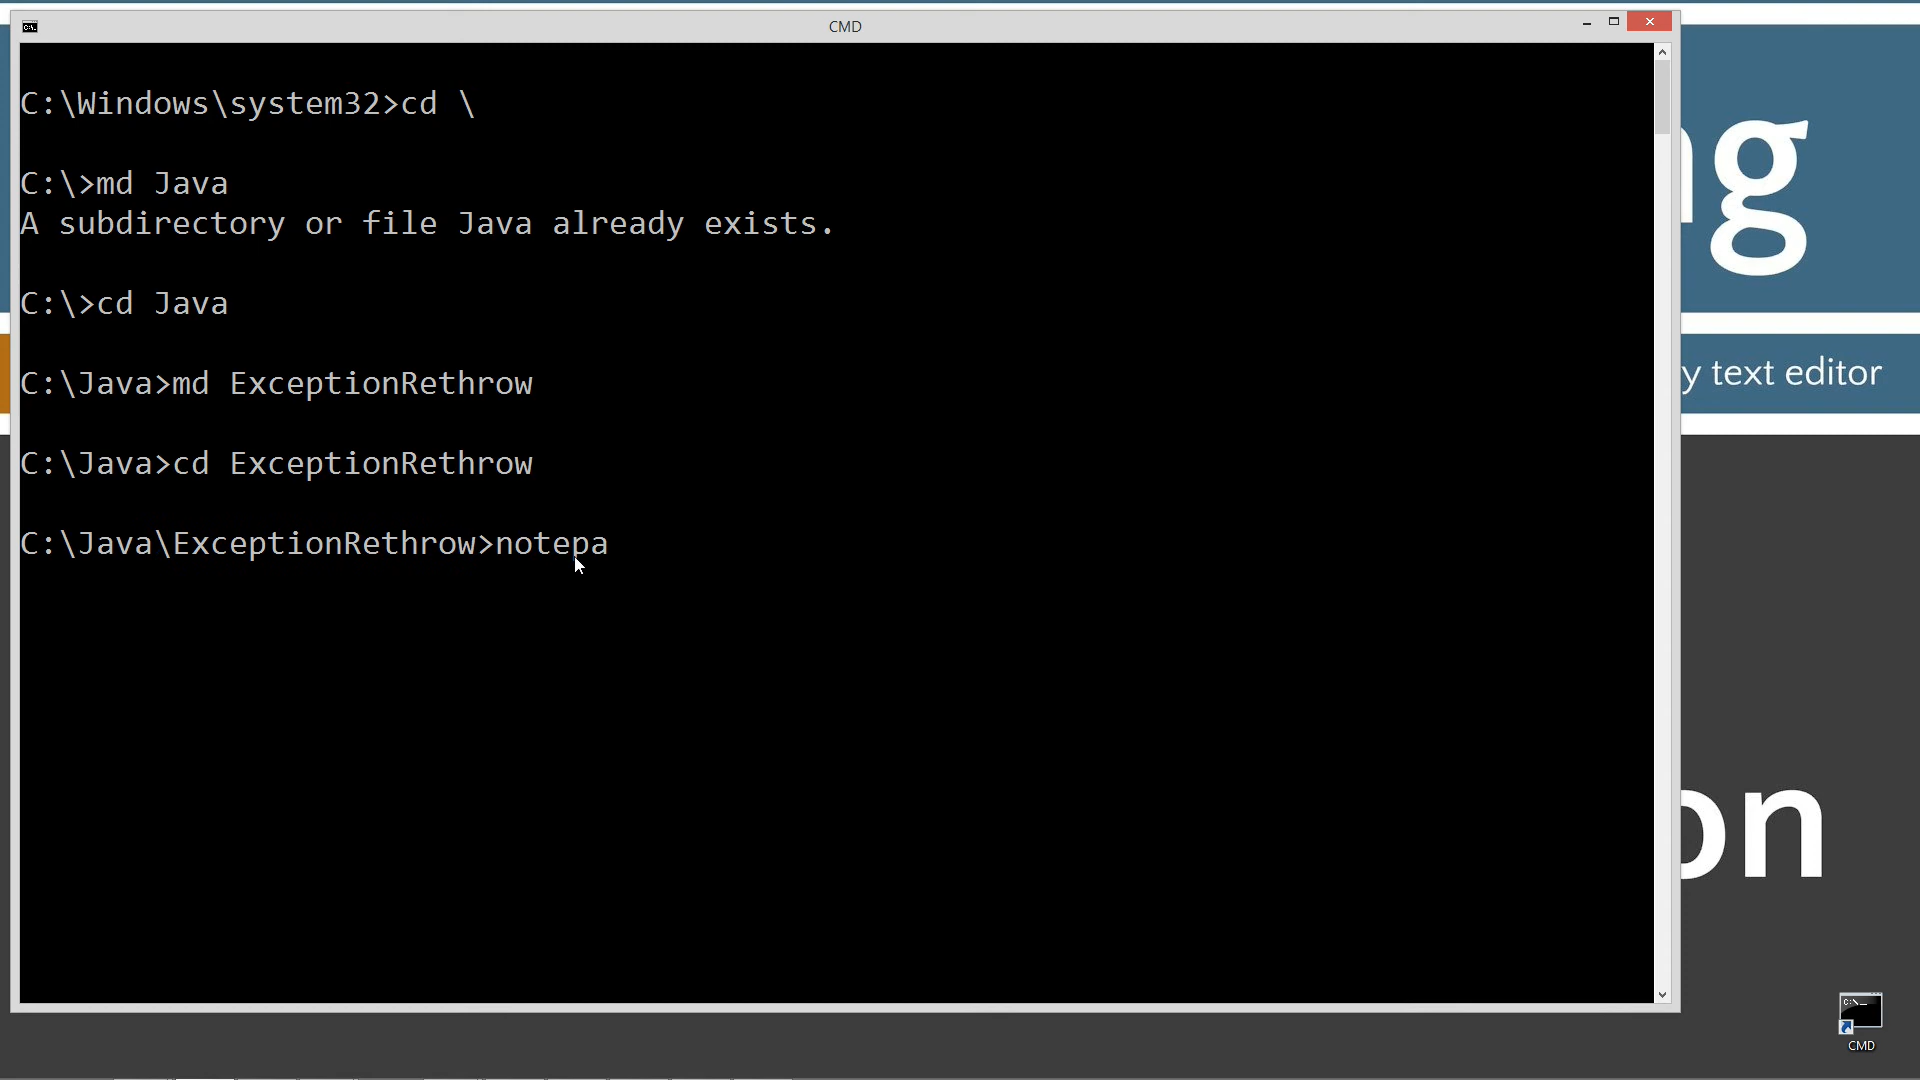 CMD
C:\Windows\system32>cd \
C:\>md Java
A subdirectory or file Java already exists.
C:\>cd Java
C:\Java>md ExceptionRethrow
C:\Java>cd ExceptionRethrow
C:\Java\ExceptionRethrow>notepa
g
y text editor
on
C:\>_
CMD